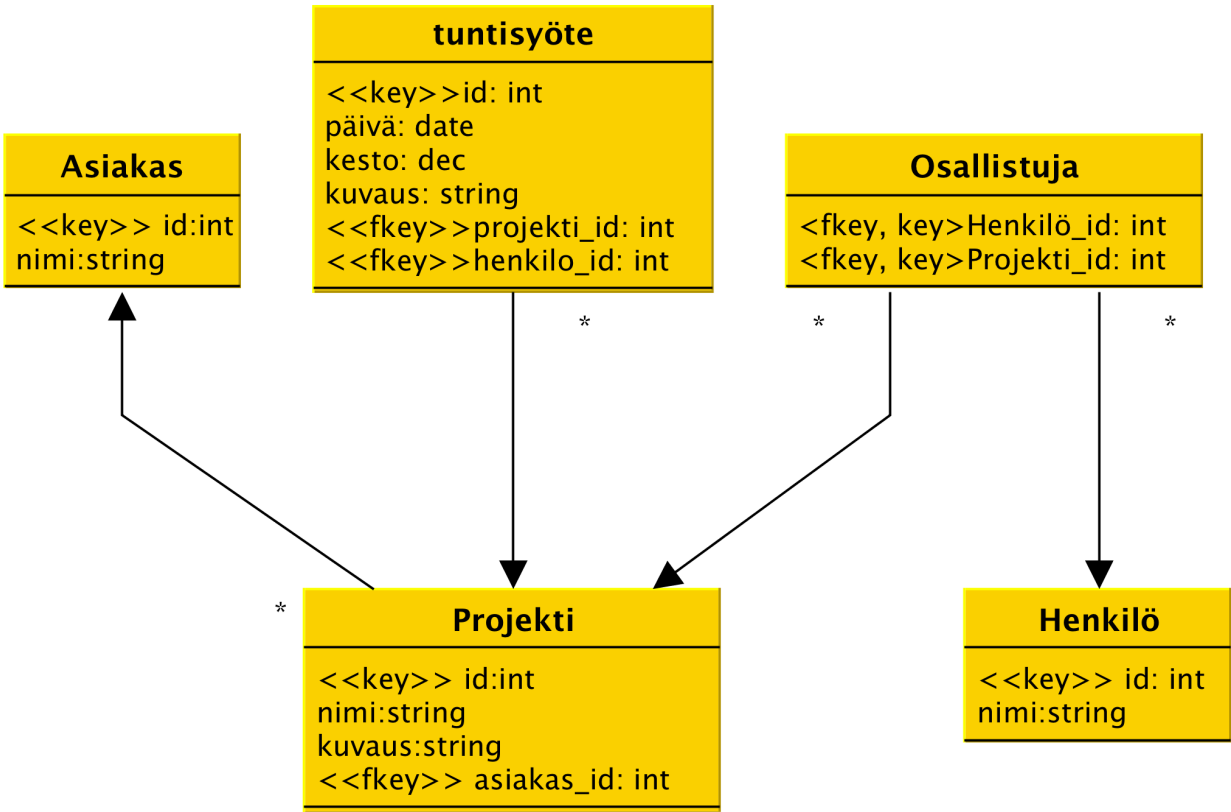 tuntisyöte
<<key>>id: int
päivä: date
kesto: dec
kuvaus: string
<<fkey>>projekti_id: int
<<fkey>>henkilo_id: int
Asiakas
<<key>> id:int
nimi:string
Osallistuja
<fkey, key>Henkilö_id: int
<fkey, key>Projekti_id: int
*
*
*
*
Projekti
<<key>> id:int
nimi:string
kuvaus:string
<<fkey>> asiakas_id: int
Henkilö
<<key>> id: int
nimi:string